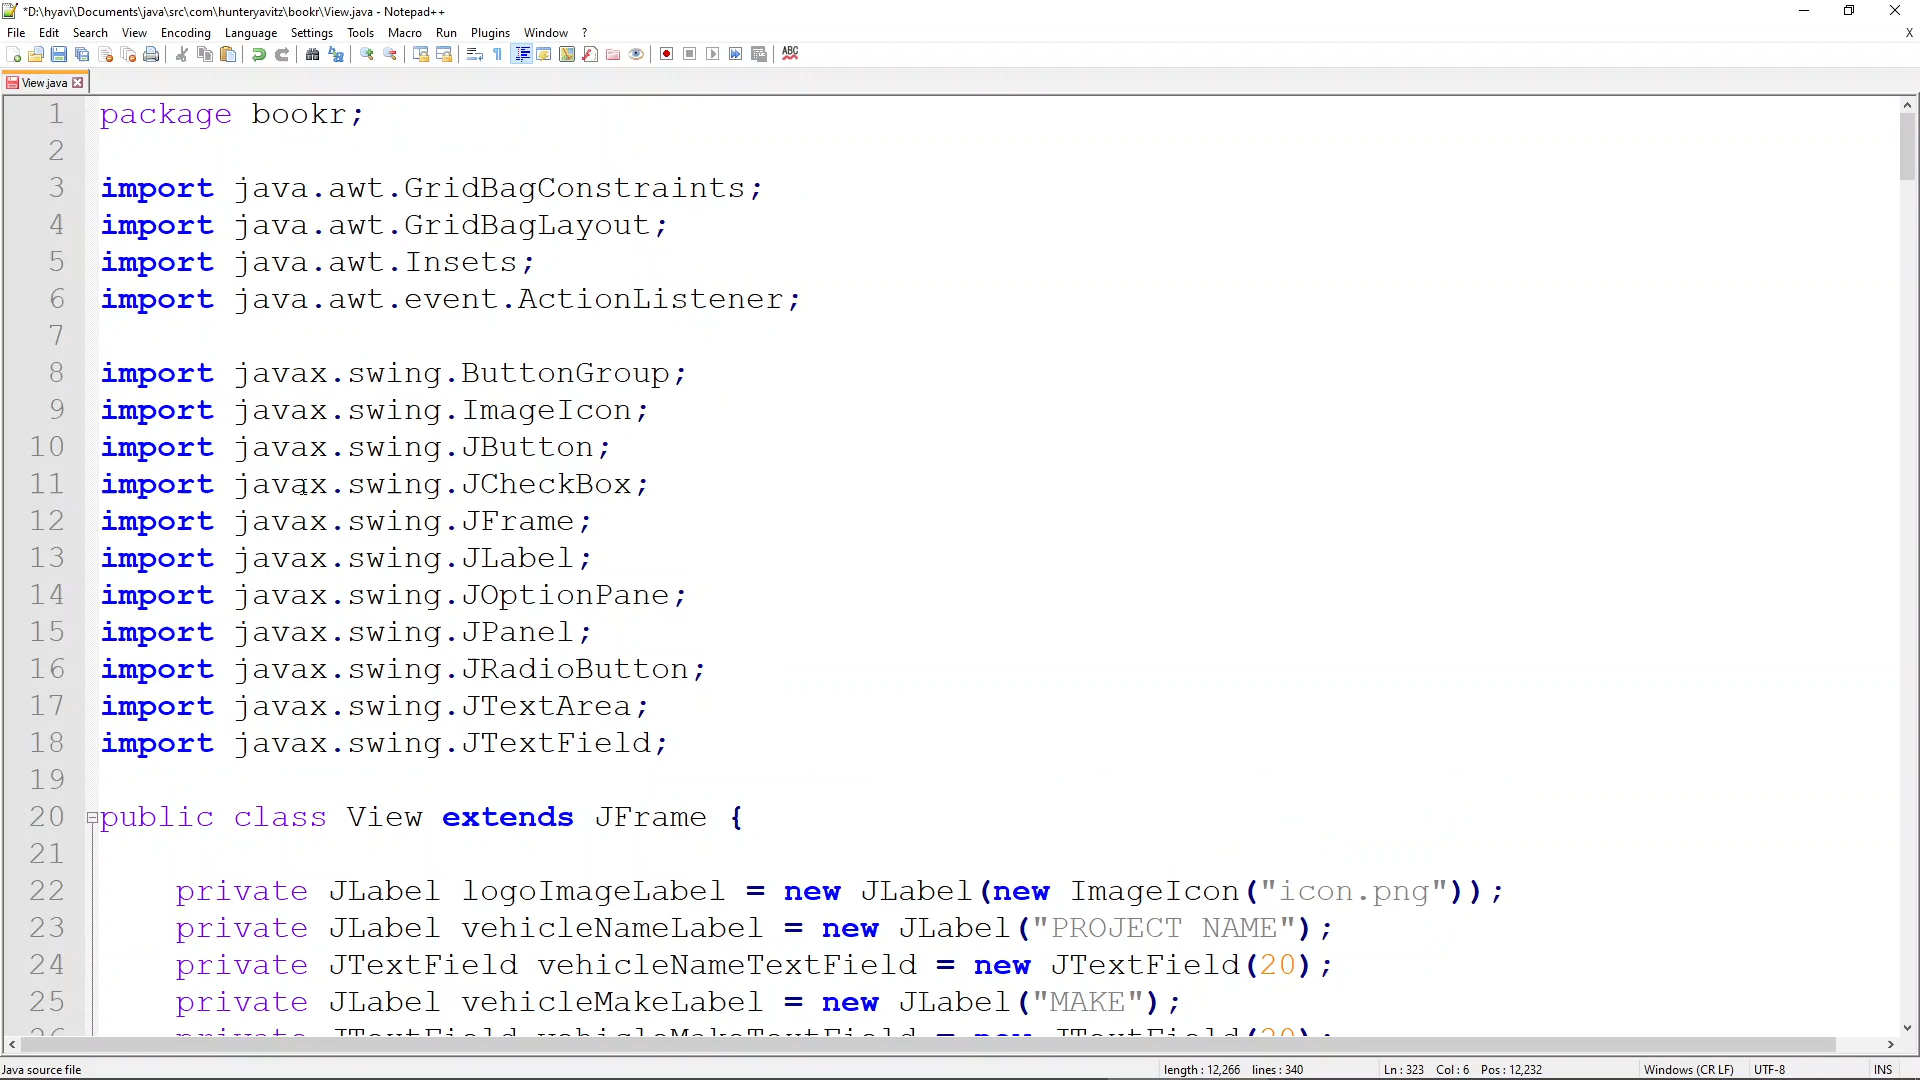 *D:\hyavi\Documents\java\src\com\hunteryavitz\bookr\View.java - Notepad++
File Edit Search View Encoding Language Settings Tools Macro Run Plugins Window ? X
ABC
View.java
1 package bookr;
2
3 import java.awt.GridBagConstraints;
4 import java.awt.GridBagLayout;
5 import java.awt.Insets;
6 import java.awt.event.ActionListener;
7
8 import javax.swing.ButtonGroup;
9 import javax.swing.ImageIcon;
10 import javax.swing.JButton;
11 import javax.swing.JCheckBox;
12 import javax.swing.JFrame;
13 import javax.swing.JLabel;
14 import javax.swing.JOptionPane;
15 import javax.swing.JPanel;
16 import javax.swing.JRadioButton;
17 import javax.swing.JTextArea;
18 import javax.swing.JTextField;
19
20 public class View extends JFrame {
21
22 private JLabel logoImageLabel = new JLabel(new ImageIcon("icon.png"));
23 private JLabel vehicleNameLabel = new JLabel("PROJECT NAME");
24 private JTextField vehicleNameTextField = new JTextField(20);
25 private JLabel vehicleMakeLabel = new JLabel("MAKE");
26 private JTextField vehicleMakeTextField = new JTextField(20);
Java source file length : 12,266 lines : 340 Ln : 323 Col : 6 Pos : 12,232 Windows (CR LF) UTF-8 INS